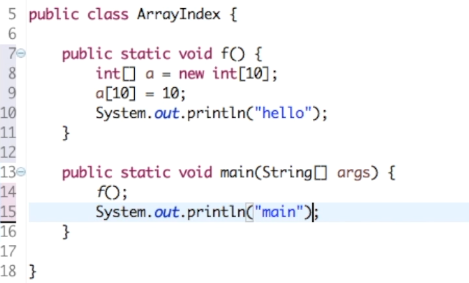 5 public class ArrayIndex {
6
7 public static void f() {
8 int[] a = new int[10];
9 a[10] = 10;
10 System.out.println("hello");
11 }
12
13 public static void main(String[] args) {
14 f();
15 System.out.println("main");
16 }
17
18 }